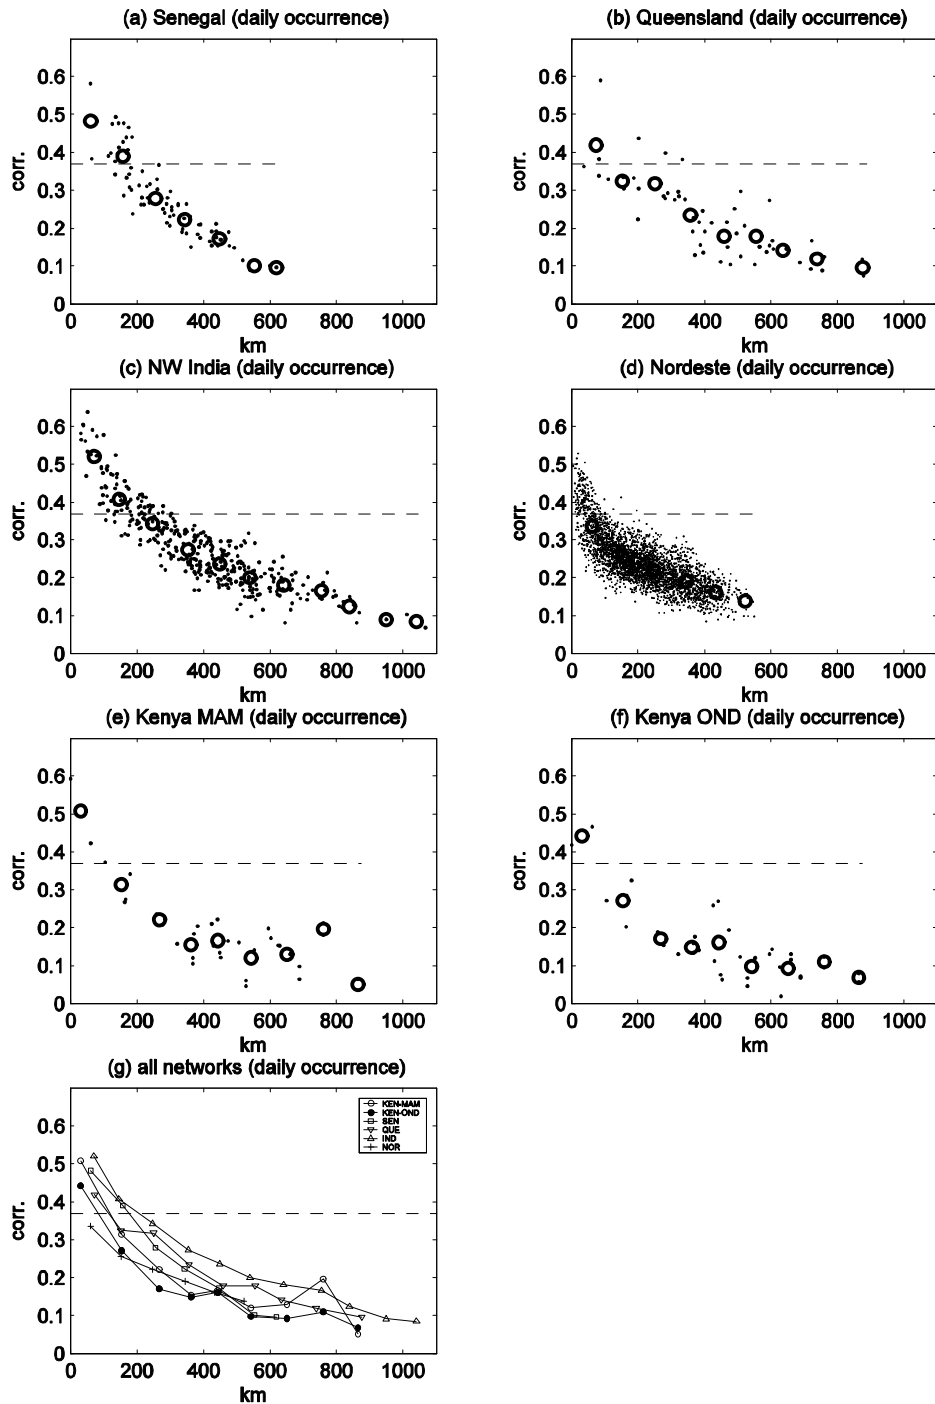 (a) Senegal (daily occurrence)
(b) Queensland (daily occurrence)
0.6
0.5
0.4
0.3
0.2
0.1
0
corr.
0 200 400 600 800 1000
km
0.6
0.5
0.4
0.3
0.2
0.1
0
corr.
0 200 400 600 800 1000
km
(c) NW India (daily occurrence)
(d) Nordeste (daily occurrence)
0.6
0.5
0.4
0.3
0.2
0.1
0
corr.
0 200 400 600 800 1000
km
0.6
0.5
0.4
0.3
0.2
0.1
0
corr.
0 200 400 600 800 1000
km
(e) Kenya MAM (daily occurrence)
(f) Kenya OND (daily occurrence)
0.6
0.5
0.4
0.3
0.2
0.1
0
corr.
0 200 400 600 800 1000
km
0.6
0.5
0.4
0.3
0.2
0.1
0
corr.
0 200 400 600 800 1000
km
(g) all networks (daily occurrence)
KEN-MAM
KEN-OND
SEN
QUE
IND
NOR
0.6
0.5
0.4
0.3
0.2
0.1
0
corr.
0 200 400 600 800 1000
km